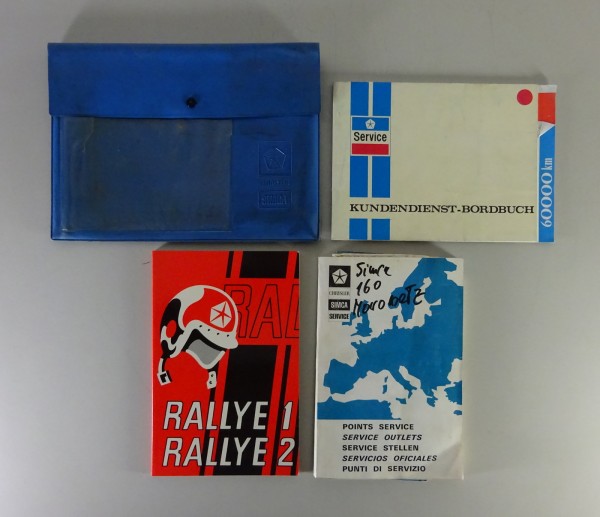 Service
KUNDENDIENST-BORDBUCH
60000 km
RAL
RALLYE 1
RALLYE 2
CHRYSLER
SIMCA
SERVICE
Simca
160
POINTS SERVICE
SERVICE OUTLETS
SERVICE STELLEN
SERVICIOS OFICIALES
PUNTI DI SERVIZIO